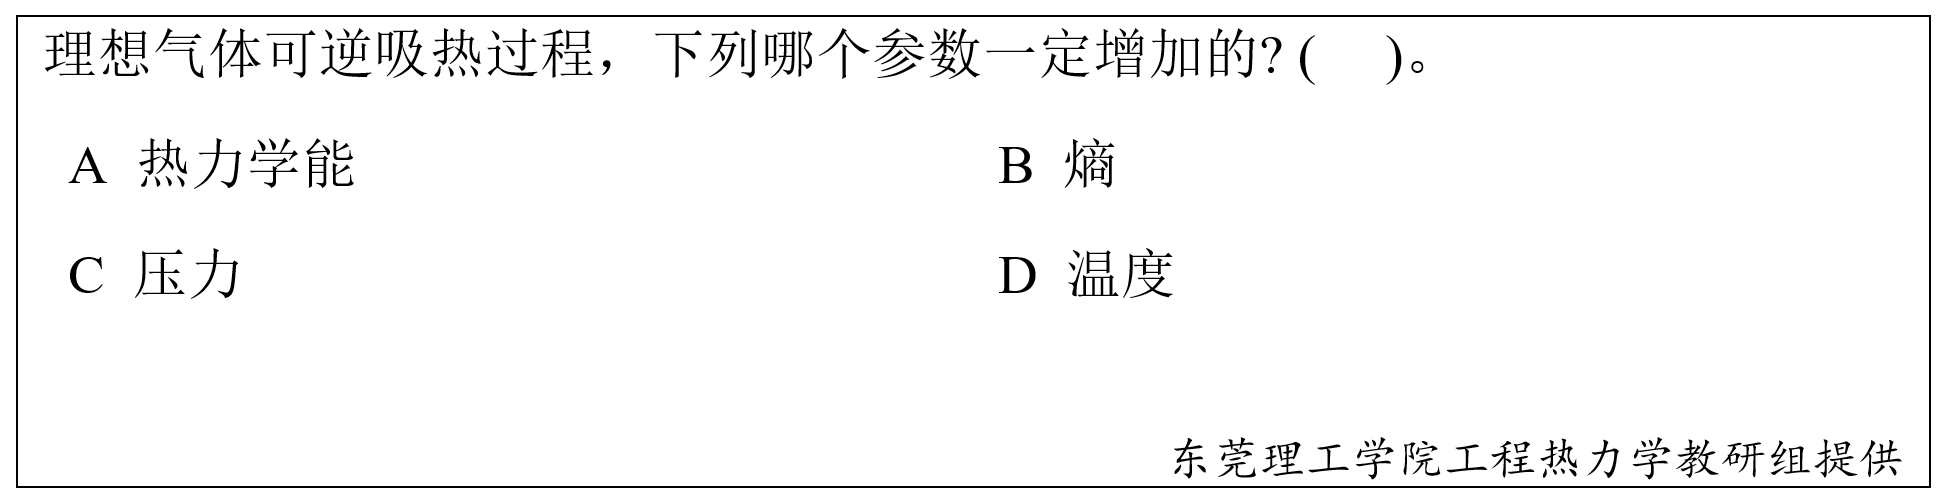 理想气体可逆吸热过程，下列哪个参数一定增加的? (    )。
A 热力学能 B 熵
C 压力 D 温度
东莞理工学院工程热力学教研组提供